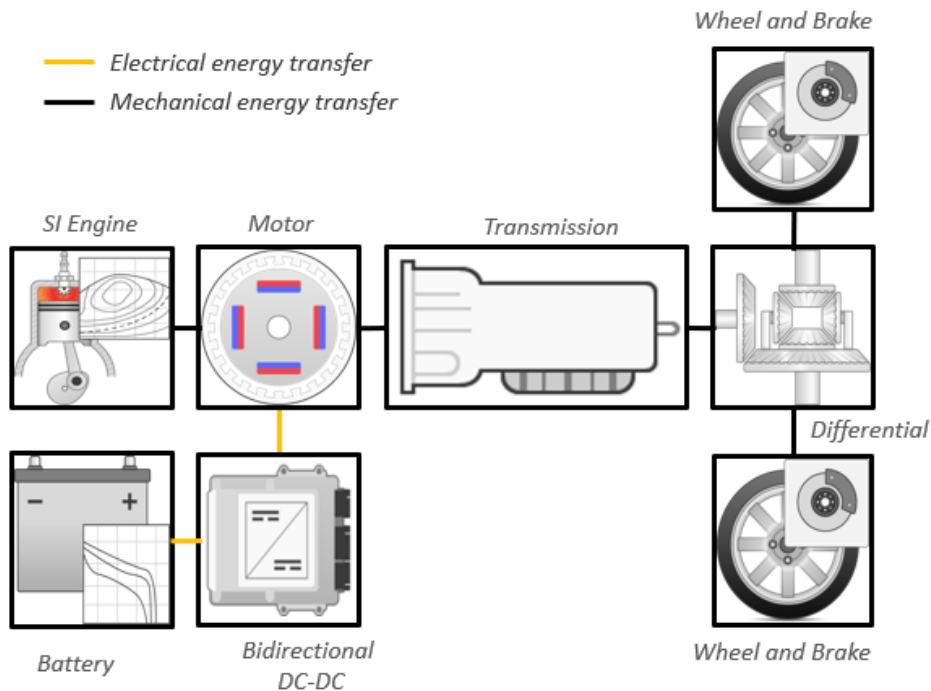 Wheel and Brake
Electrical energy transfer
Mechanical energy transfer
SI Engine
Motor
Transmission
Differential
Battery
Bidirectional
DC-DC
Wheel and Brake